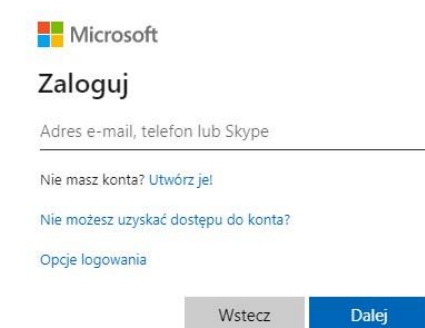 Microsoft
Zaloguj
Adres e-mail, telefon lub Skype
Nie masz konta? Utwórz je!
Nie możesz uzyskać dostępu do konta?
Opcje logowania
Wstecz Dalej